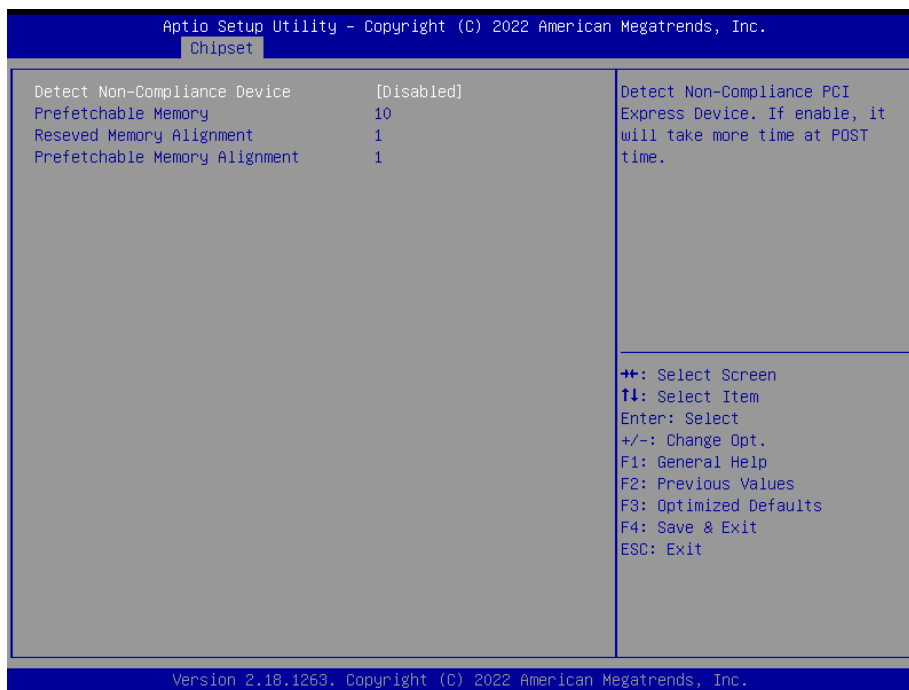 Aptio Setup Utility – Copyright (C) 2022 American Megatrends, Inc.
Chipset
Detect Non-Compliance Device [Disabled]
Prefetchable Memory 10
Reseved Memory Alignment 1
Prefetchable Memory Alignment 1
Detect Non-Compliance PCI
Express Device. If enable, it
will take more time at POST
time.
→←: Select Screen
↑↓: Select Item
Enter: Select
+/-: Change Opt.
F1: General Help
F2: Previous Values
F3: Optimized Defaults
F4: Save & Exit
ESC: Exit
Version 2.18.1263. Copyright (C) 2022 American Megatrends, Inc.